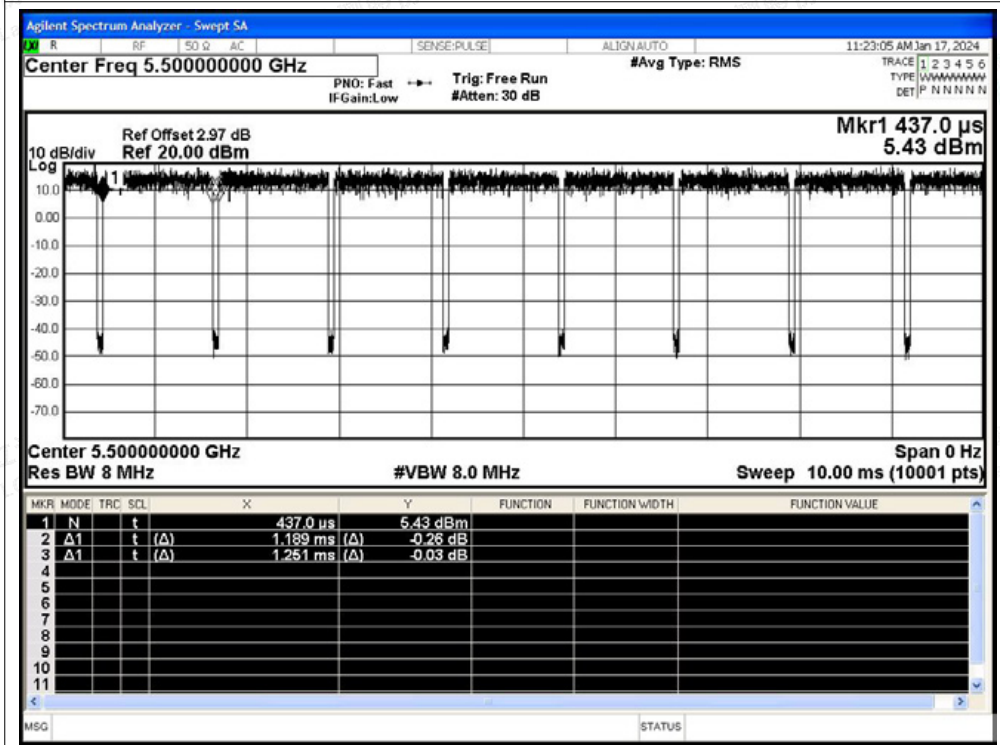 Agilent Spectrum Analyzer - Swept SA
LXI R RF 50 Ω AC SENSE:PULSE ALIGN AUTO 11:23:05 AM Jan 17, 2024
Center Freq 5.500000000 GHz #Avg Type: RMS TRACE 1 2 3 4 5 6
PNO: Fast Trig: Free Run TYPE WWWWWW
IFGain:Low #Atten: 30 dB DET P N N N N N
Mkr1 437.0 µs
Ref Offset 2.97 dB
10 dB/div Ref 20.00 dBm 5.43 dBm
Log
1
10.0
0.00
-10.0
-20.0
-30.0
-40.0
-50.0
-60.0
-70.0
Center 5.500000000 GHz Span 0 Hz
Res BW 8 MHz #VBW 8.0 MHz Sweep 10.00 ms (10001 pts)
MKR MODE TRC SCL X Y FUNCTION FUNCTION WIDTH FUNCTION VALUE
1 N t 437.0 µs 5.43 dBm
2 Δ1 t (Δ) 1.189 ms (Δ) -0.26 dB
3 Δ1 t (Δ) 1.251 ms (Δ) -0.03 dB
4
5
6
7
8
9
10
11
MSG STATUS